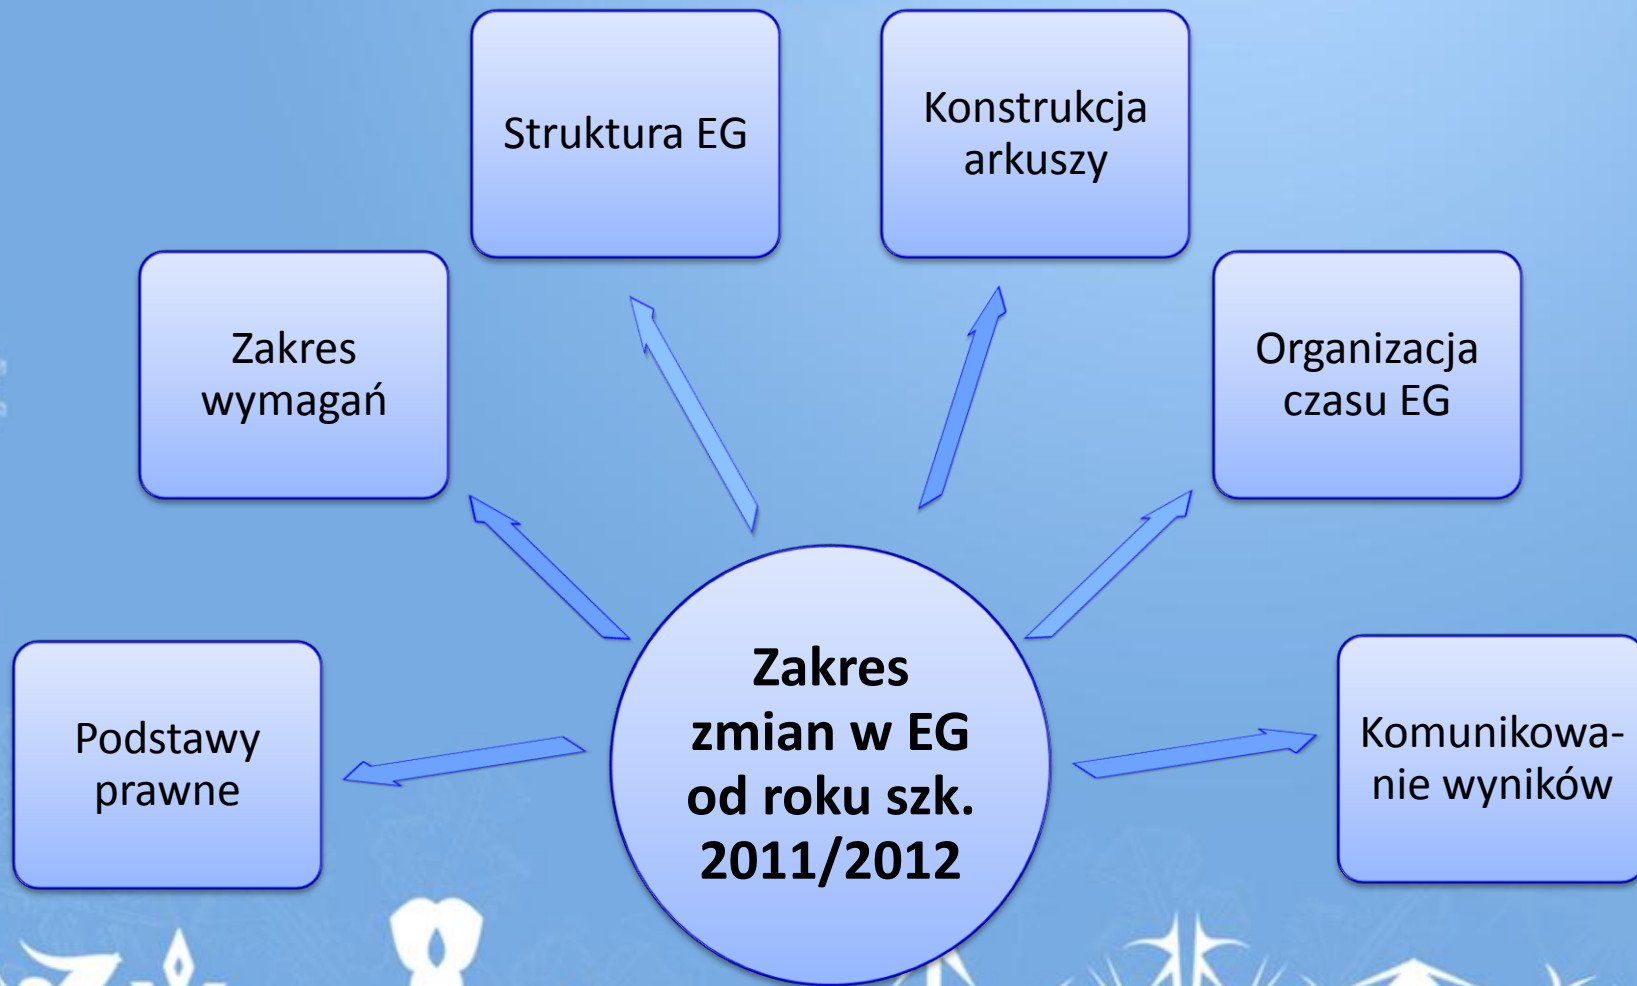 Struktura EG
Konstrukcja
arkuszy
Zakres
wymagań
Organizacja
czasu EG
Podstawy
prawne
Zakres
zmian w EG
od roku szk.
2011/2012
Komunikowa-
nie wyników